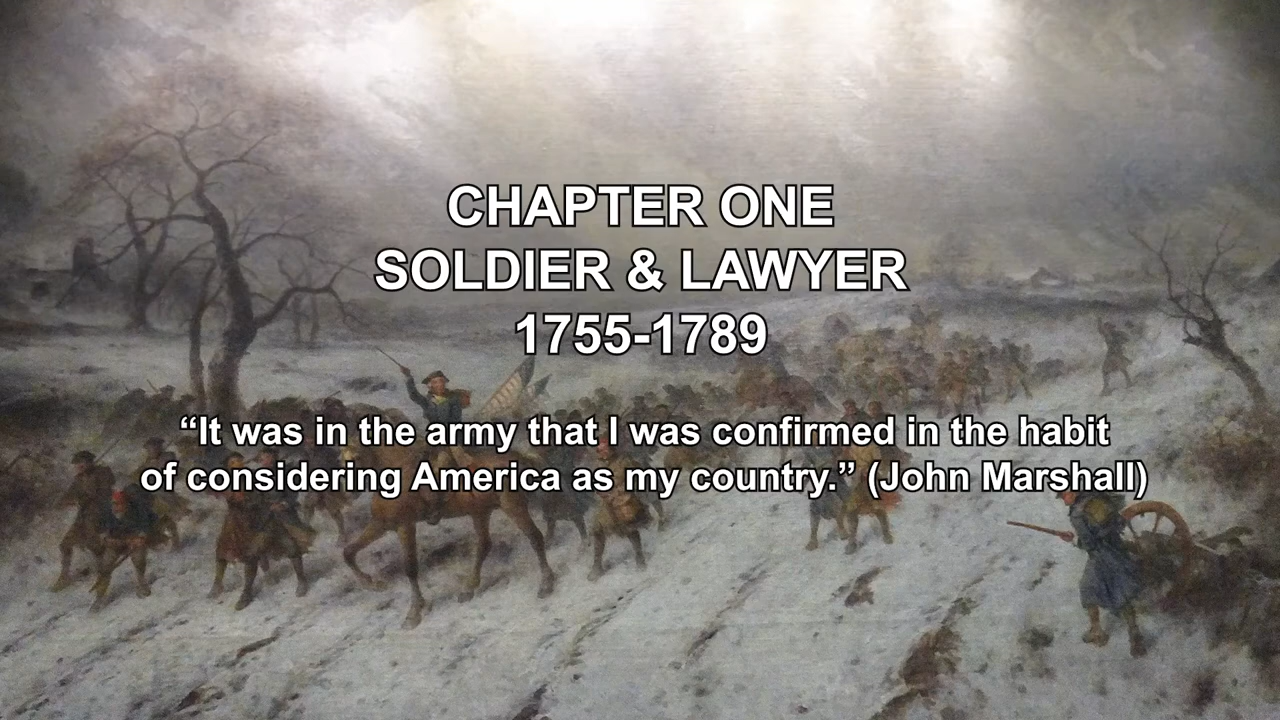 CHAPTER ONE
SOLDIER & LAWYER
1755-1789
“It was in the army that I was confirmed in the habit
of considering America as my country.” (John Marshall)